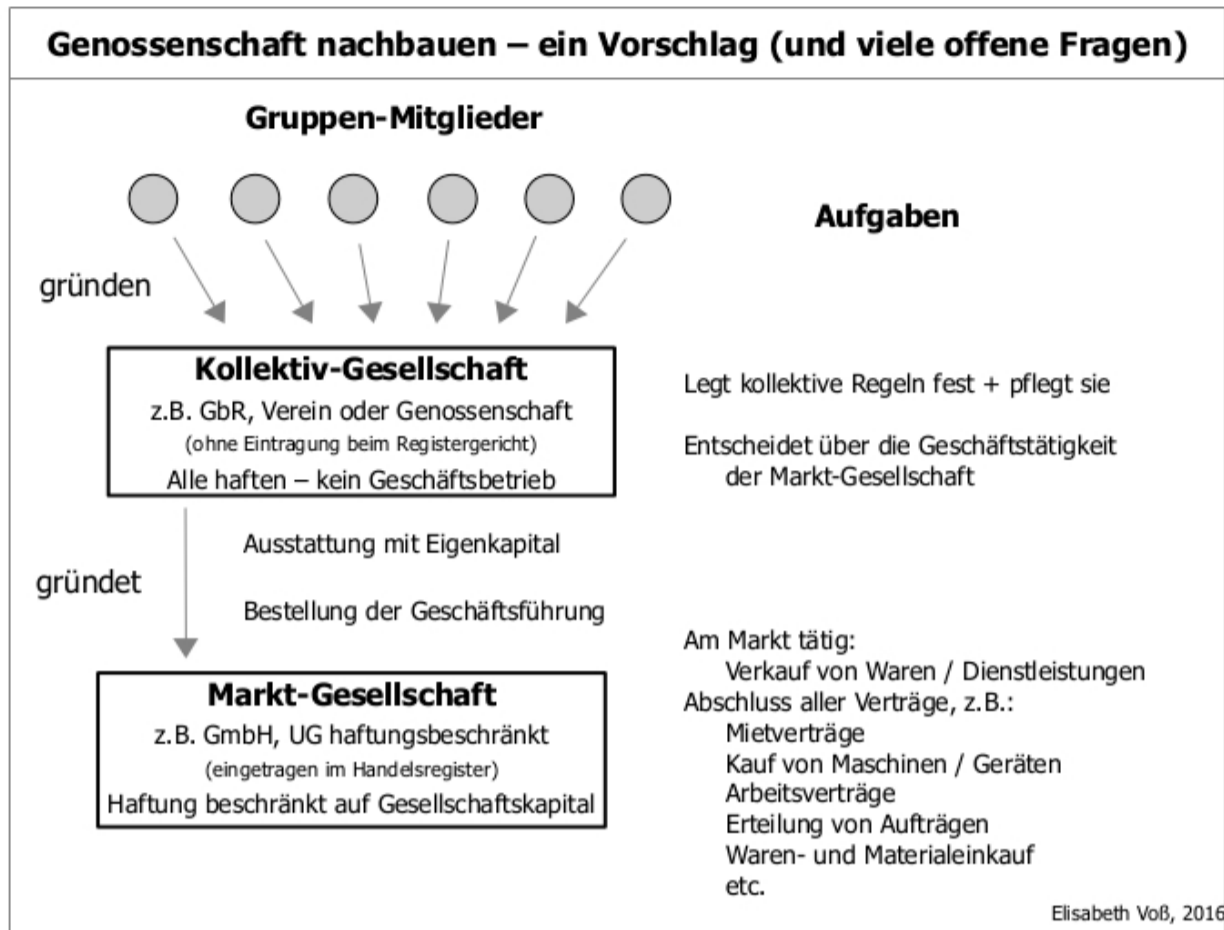 Genossenschaft nachbauen – ein Vorschlag (und viele offene Fragen)
Gruppen-Mitglieder
Aufgaben
gründen
Kollektiv-Gesellschaft
z.B. GbR, Verein oder Genossenschaft
(ohne Eintragung beim Registergericht)
Alle haften – kein Geschäftsbetrieb
Legt kollektive Regeln fest + pflegt sie
Entscheidet über die Geschäftstätigkeit
der Markt-Gesellschaft
gründet
Ausstattung mit Eigenkapital
Bestellung der Geschäftsführung
Markt-Gesellschaft
z.B. GmbH, UG haftungsbeschränkt
(eingetragen im Handelsregister)
Haftung beschränkt auf Gesellschaftskapital
Am Markt tätig:
Verkauf von Waren / Dienstleistungen
Abschluss aller Verträge, z.B.:
Mietverträge
Kauf von Maschinen / Geräten
Arbeitsverträge
Erteilung von Aufträgen
Waren- und Materialeinkauf
etc.
Elisabeth Voß, 2016